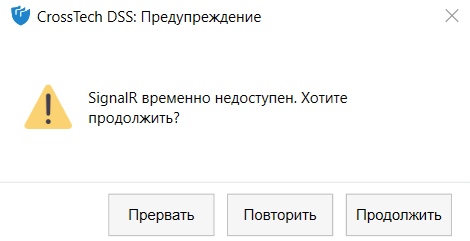 CrossTech DSS: Предупреждение
SignalR временно недоступен. Хотите
продолжить?
Прервать
Повторить
Продолжить